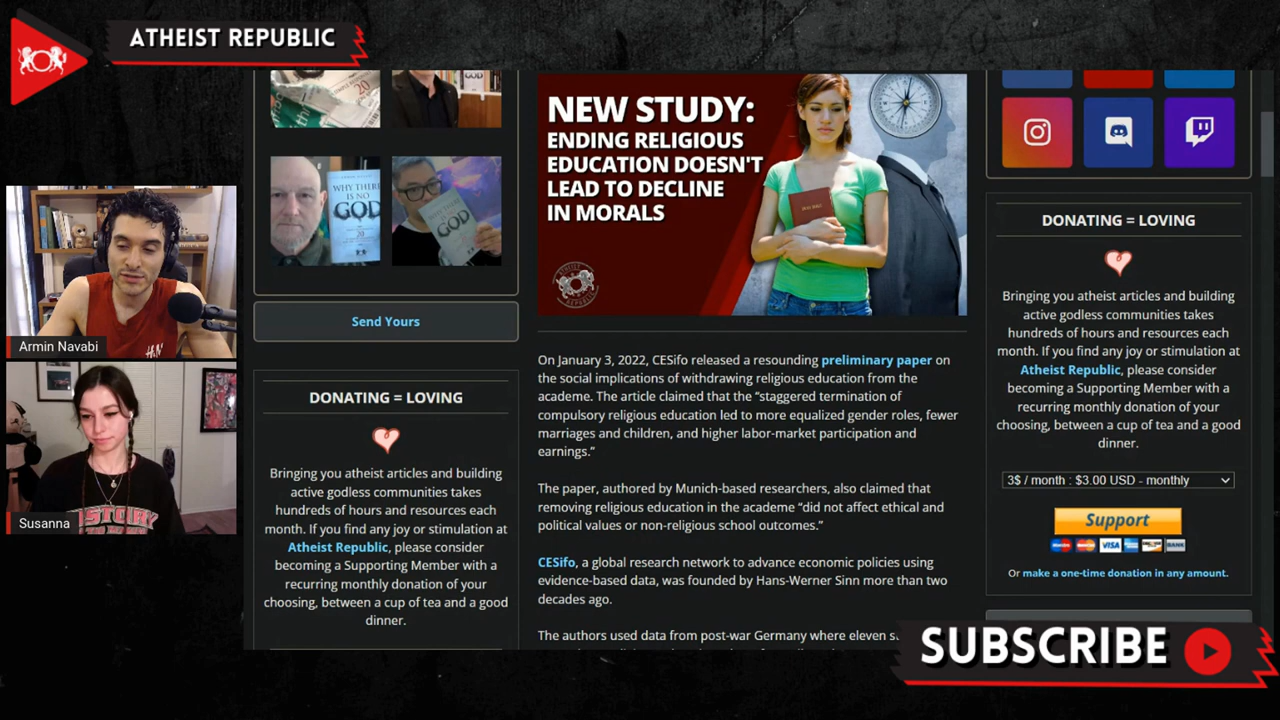 ATHEIST REPUBLIC
Armin Navabi
Susanna
WHY THERE
IS NO
GOD
20
GOD
Send Yours
DONATING = LOVING
Bringing you atheist articles and building
active godless communities takes
hundreds of hours and resources each
month. If you find any joy or stimulation at
Atheist Republic, please consider
becoming a Supporting Member with a
recurring monthly donation of your
choosing, between a cup of tea and a good
dinner.
NEW STUDY:
ENDING RELIGIOUS
EDUCATION DOESN'T
LEAD TO DECLINE
IN MORALS
On January 3, 2022, CESifo released a resounding preliminary paper on
the social implications of withdrawing religious education from the
academe. The article claimed that the “staggered termination of
compulsory religious education led to more equalized gender roles, fewer
marriages and children, and higher labor-market participation and
earnings.”
The paper, authored by Munich-based researchers, also claimed that
removing religious education in the academe “did not affect ethical and
political values or non-religious school outcomes.”
CESifo, a global research network to advance economic policies using
evidence-based data, was founded by Hans-Werner Sinn more than two
decades ago.
The authors used data from post-war Germany where eleven
DONATING = LOVING
Bringing you atheist articles and building
active godless communities takes
hundreds of hours and resources each
month. If you find any joy or stimulation at
Atheist Republic, please consider
becoming a Supporting Member with a
recurring monthly donation of your
choosing, between a cup of tea and a good
dinner.
3$ / month : $3.00 USD - monthly
Support
VISA
BANK
Or make a one-time donation in any amount.
SUBSCRIBE